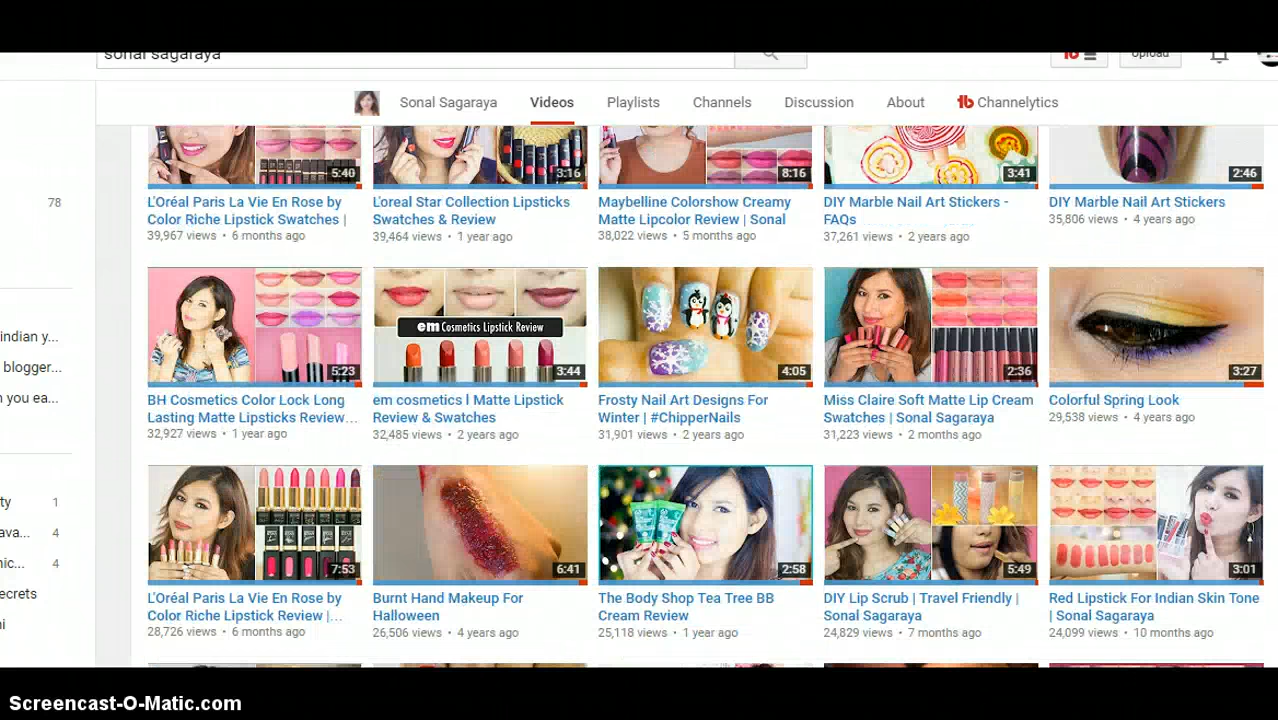 sonal sagaraya
Upload
Sonal Sagaraya Videos Playlists Channels Discussion About Channelytics
5:40 3:16 8:16 3:41 2:46
78
L'Oréal Paris La Vie En Rose by
Color Riche Lipstick Swatches |
39,967 views • 6 months ago
L'oreal Star Collection Lipsticks
Swatches & Review
39,464 views • 1 year ago
Maybelline Colorshow Creamy
Matte Lipcolor Review | Sonal
38,022 views • 5 months ago
DIY Marble Nail Art Stickers -
FAQs
37,261 views • 2 years ago
DIY Marble Nail Art Stickers
35,806 views • 4 years ago
indian y...
blogger...
n you ea...
em Cosmetics Lipstick Review
5:23 3:44 4:05 2:36 3:27
BH Cosmetics Color Lock Long
Lasting Matte Lipsticks Review...
32,927 views • 1 year ago
em cosmetics l Matte Lipstick
Review & Swatches
32,485 views • 2 years ago
Frosty Nail Art Designs For
Winter | #ChipperNails
31,901 views • 2 years ago
Miss Claire Soft Matte Lip Cream
Swatches | Sonal Sagaraya
31,223 views • 2 months ago
Colorful Spring Look
29,538 views • 4 years ago
ty 1
ava... 4
nic... 4
ecrets
ni
7:53 6:41 2:58 5:49 3:01
L'Oréal Paris La Vie En Rose by
Color Riche Lipstick Review |...
28,726 views • 6 months ago
Burnt Hand Makeup For
Halloween
26,506 views • 4 years ago
The Body Shop Tea Tree BB
Cream Review
25,118 views • 1 year ago
DIY Lip Scrub | Travel Friendly |
Sonal Sagaraya
24,829 views • 7 months ago
Red Lipstick For Indian Skin Tone
| Sonal Sagaraya
24,099 views • 10 months ago
Screencast-O-Matic.com